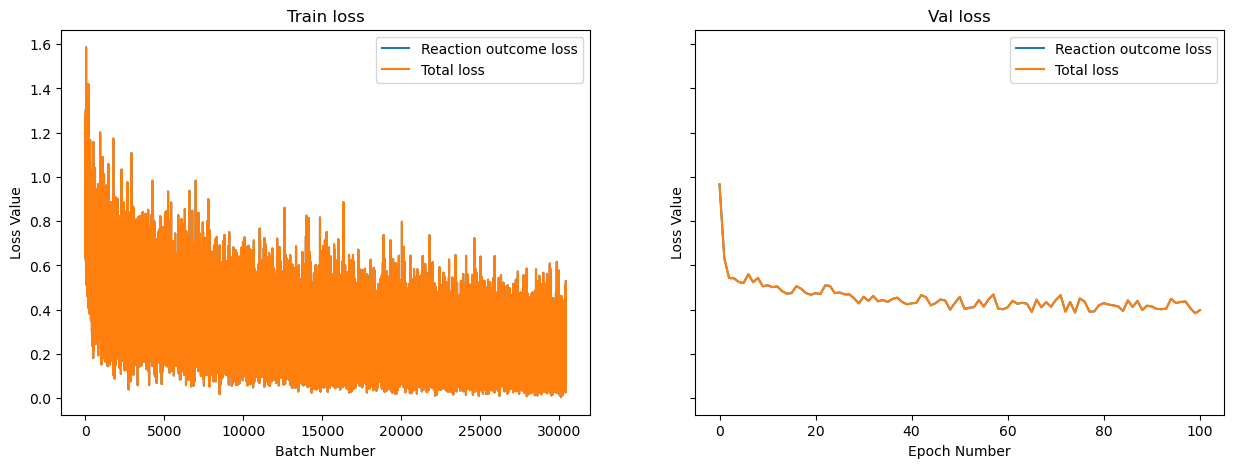 Train loss
Loss Value
1.6
1.4
1.2
1.0
0.8
0.6
0.4
0.2
0.0
Reaction outcome loss
Total loss
0 5000 10000 15000 20000 25000 30000
Batch Number
Val loss
Loss Value
Reaction outcome loss
Total loss
0 20 40 60 80 100
Epoch Number